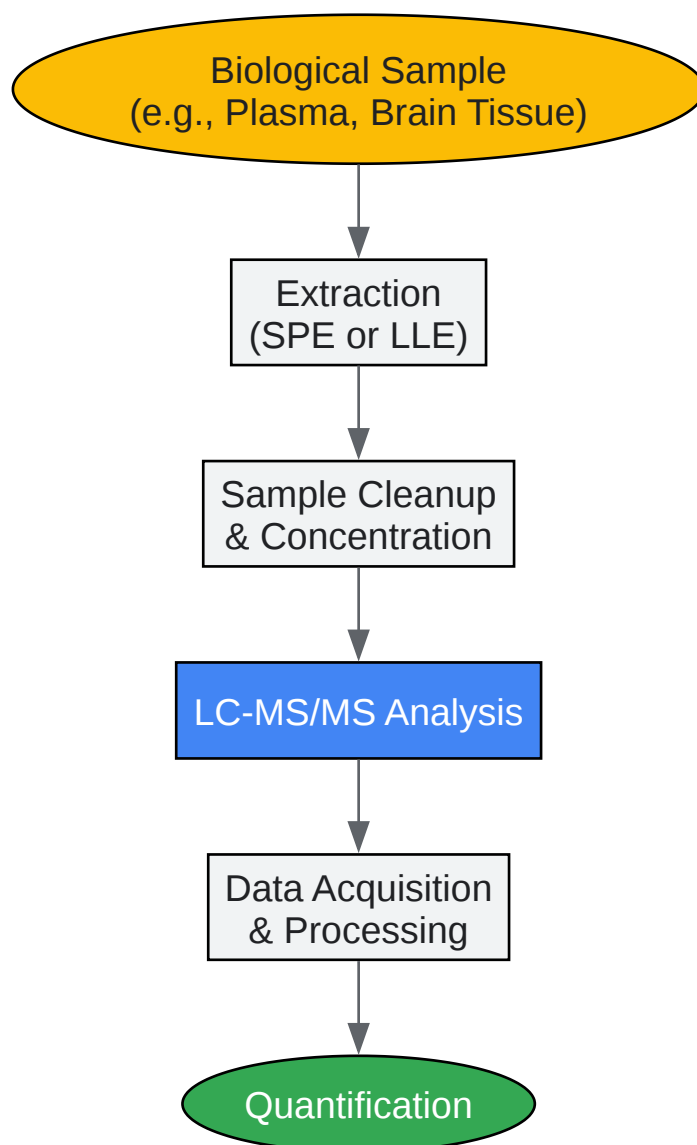 Biological Sample
(e.g., Plasma, Brain Tissue)
Extraction
(SPE or LLE)
Sample Cleanup
& Concentration
LC-MS/MS Analysis
Data Acquisition
& Processing
Quantification